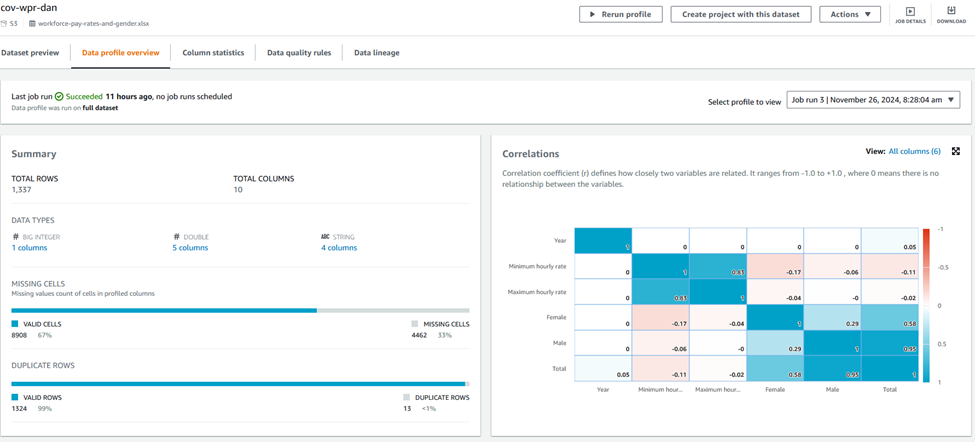 cov-wpr-dan
S3 workforce-pay-rates-and-gender.xlsx
Rerun profile
Create project with this dataset
Actions
JOB DETAILS
DOWNLOAD
Dataset preview
Data profile overview
Column statistics
Data quality rules
Data lineage
Last job run Succeeded 11 hours ago, no job runs scheduled
Data profile was run on full dataset
Select profile to view
Job run 3 | November 26, 2024, 8:28:04 am
Summary
TOTAL ROWS
1,337
TOTAL COLUMNS
10
DATA TYPES
# BIG INTEGER
1 columns
# DOUBLE
5 columns
ABC STRING
4 columns
MISSING CELLS
Missing values count of cells in profiled columns
VALID CELLS
8908 67%
MISSING CELLS
4462 33%
DUPLICATE ROWS
VALID ROWS
1324 99%
DUPLICATE ROWS
13 <1%
Correlations
View: All columns (6)
Correlation coefficient (r) defines how closely two variables are related. It ranges from -1.0 to +1.0 , where 0 means there is no
relationship between the variables.
Year 1 0 0 0 0 0.05
Minimum hourly rate 0 1 0.83 -0.17 -0.06 -0.11
Maximum hourly rate 0 0.83 1 -0.04 -0 -0.02
Female 0 -0.17 -0.04 1 0.29 0.58
Male 0 -0.06 -0 0.29 1 0.95
Total 0.05 -0.11 -0.02 0.58 0.95 1
Year Minimum hour... Maximum hour... Female Male Total
-1
-0.5
0
0.5
1